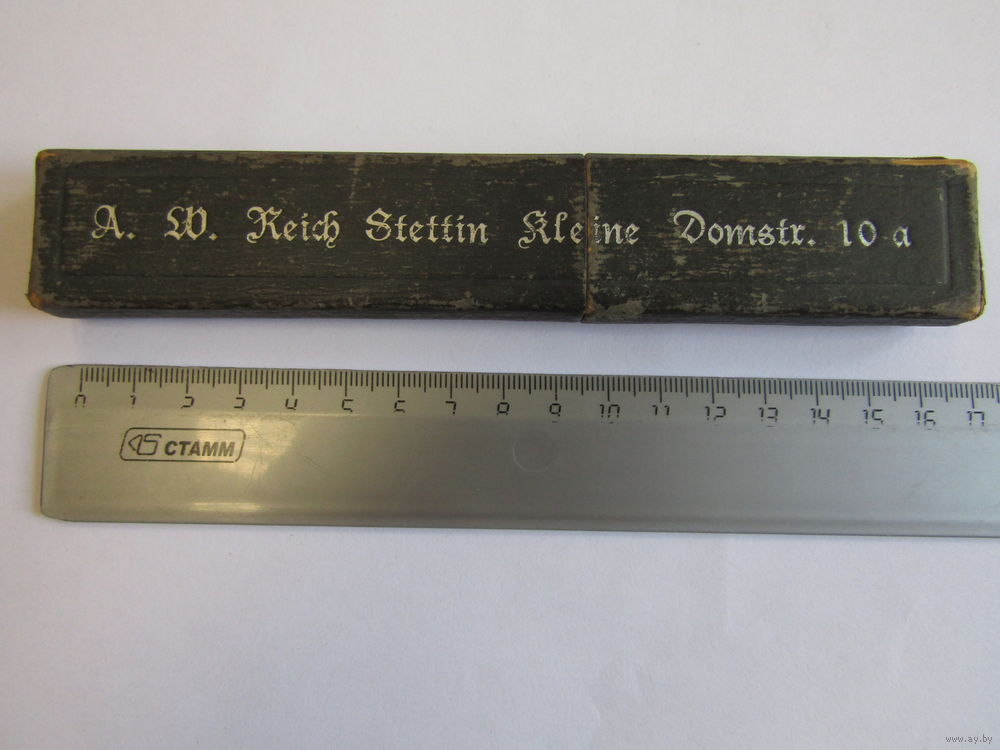 A. W. Reich Stettin Kleine Domstr. 10 a
0 1 2 3 4 5 6 7 8 9 10 11 12 13 14 15 16 17
СТАММ
www.ay.by